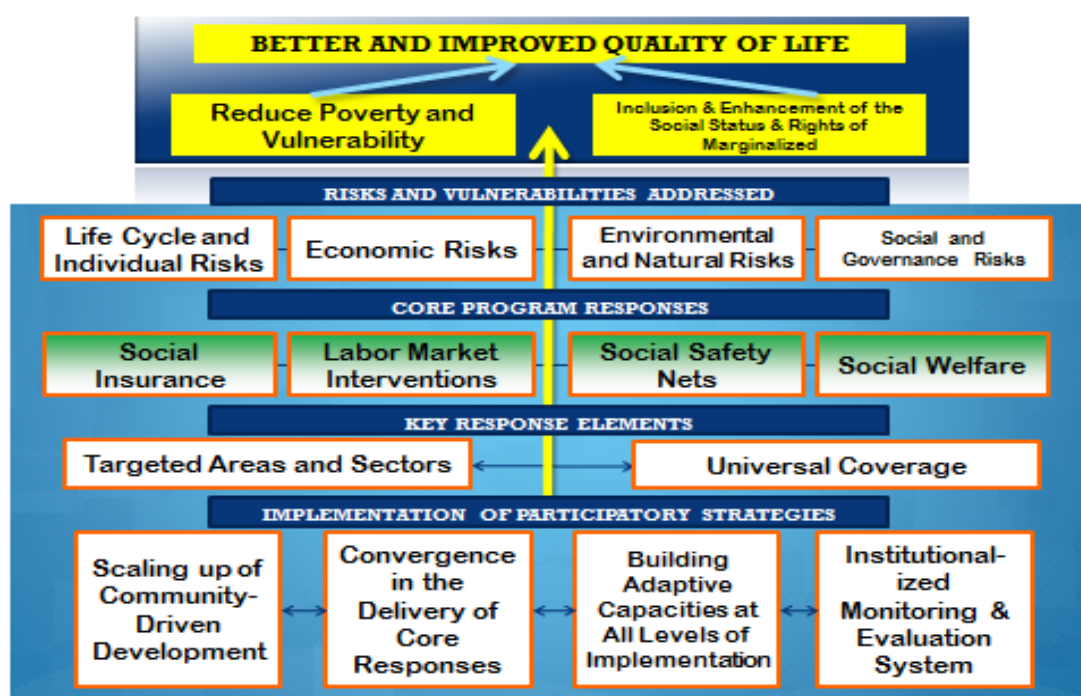 BETTER AND IMPROVED QUALITY OF LIFE
Reduce Poverty and
Vulnerability
Inclusion & Enhancement of the
Social Status & Rights of
Marginalized
RISKS AND VULNERABILITIES ADDRESSED
Life Cycle and
Individual Risks
Economic Risks
Environmental
and Natural Risks
Social and
Governance Risks
CORE PROGRAM RESPONSES
Social
Insurance
Labor Market
Interventions
Social Safety
Nets
Social Welfare
KEY RESPONSE ELEMENTS
Targeted Areas and Sectors
Universal Coverage
IMPLEMENTATION OF PARTICIPATORY STRATEGIES
Scaling up of
Community-
Driven
Development
Convergence
in the
Delivery of
Core
Responses
Building
Adaptive
Capacities at
All Levels of
Implementation
Institutional-
ized
Monitoring &
Evaluation
System